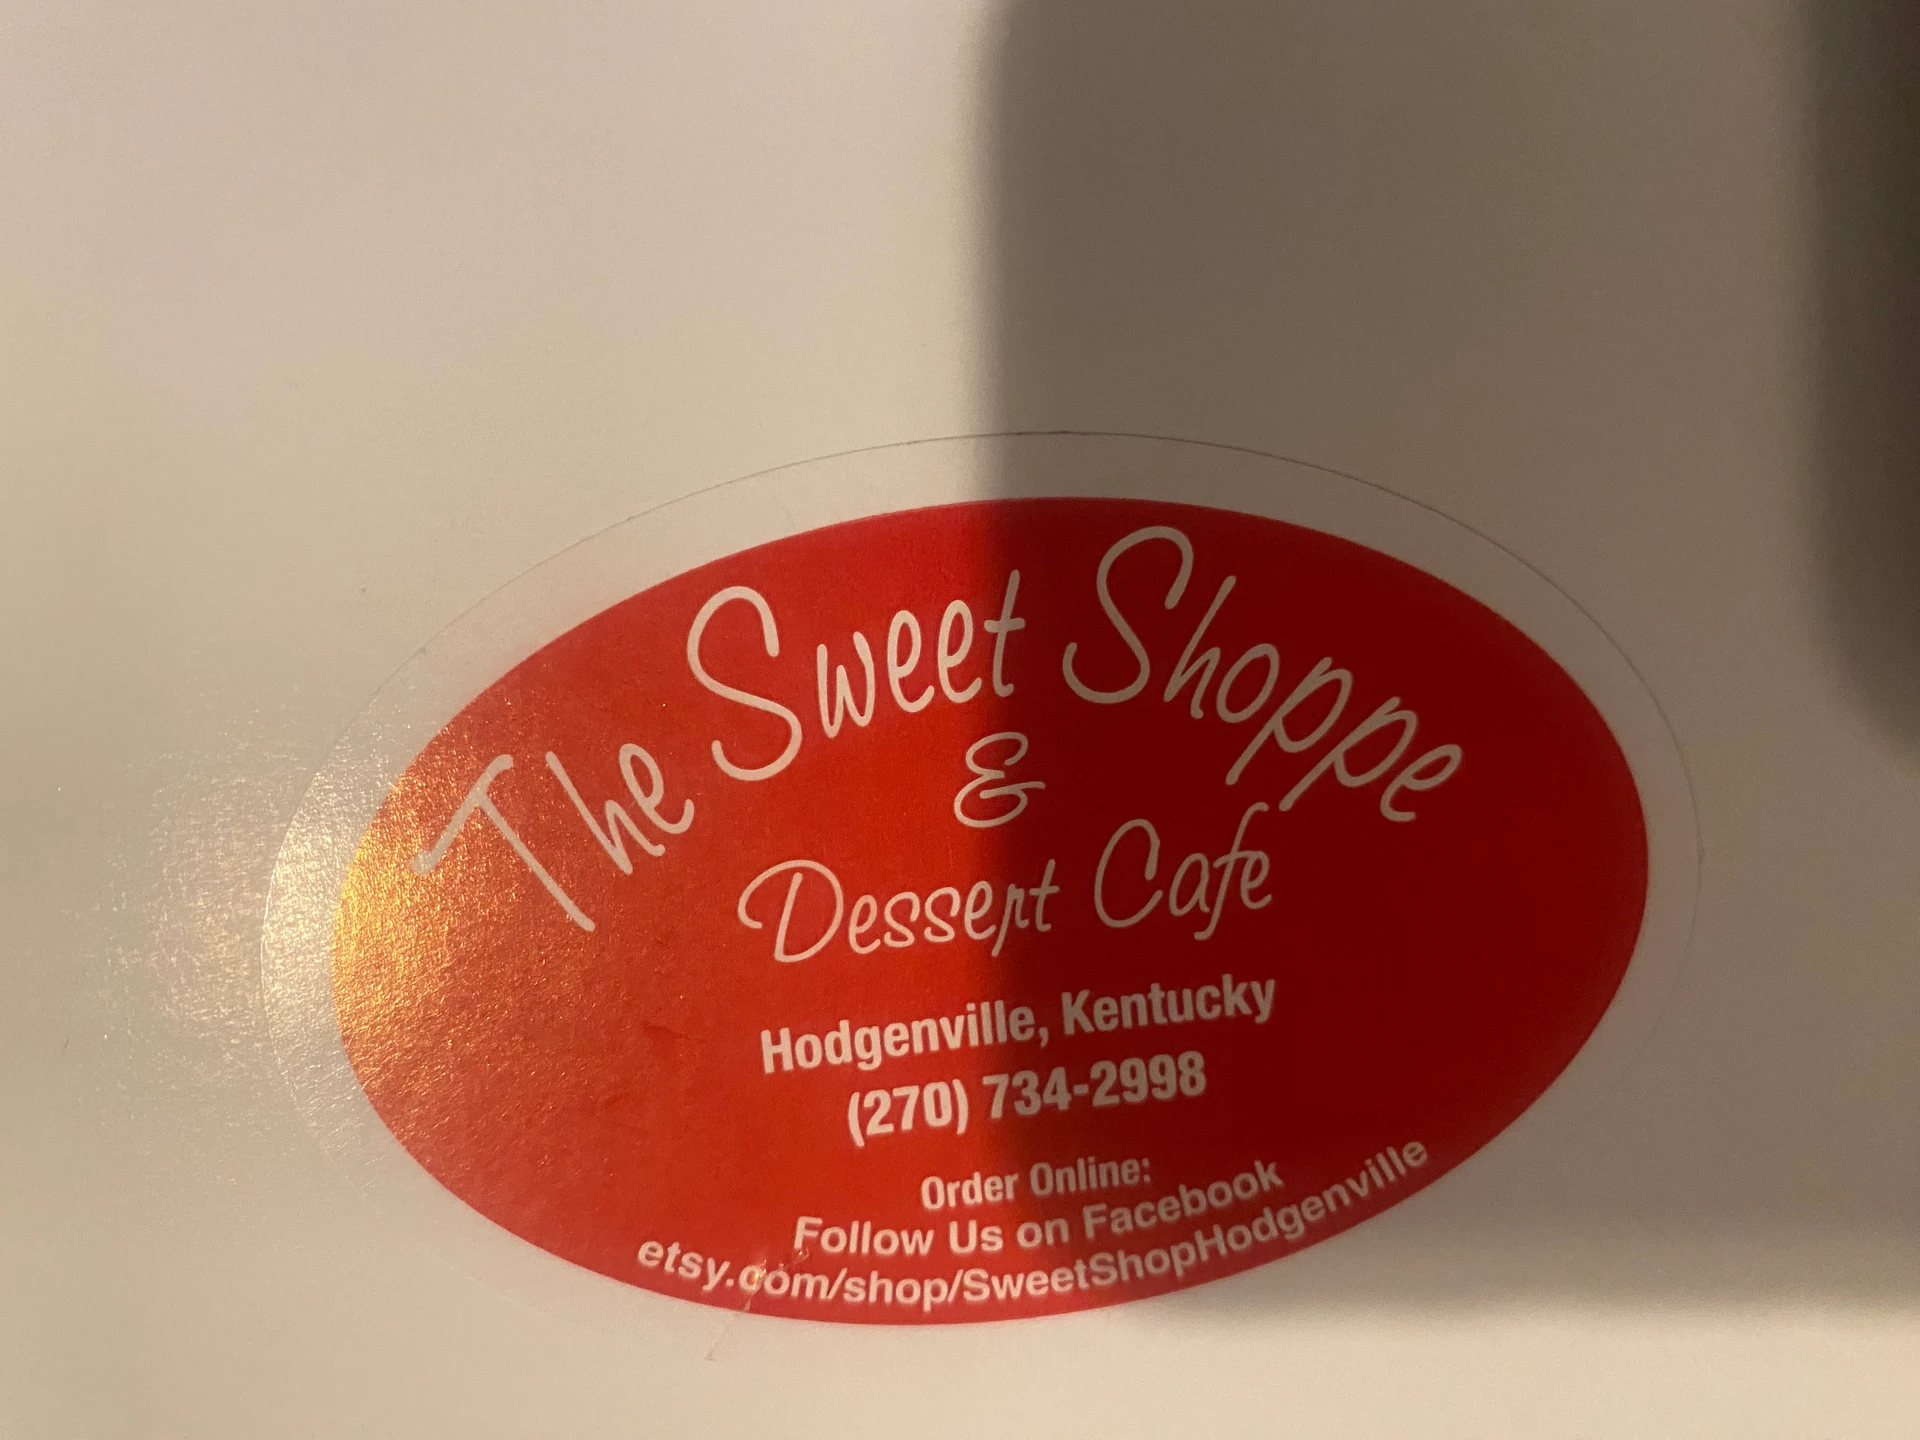 The Sweet Shoppe
&
Dessert Cafe
Hodgenville, Kentucky
(270) 734-2998
Order Online:
Follow Us on Facebook
etsy.com/shop/SweetShopHodgenville